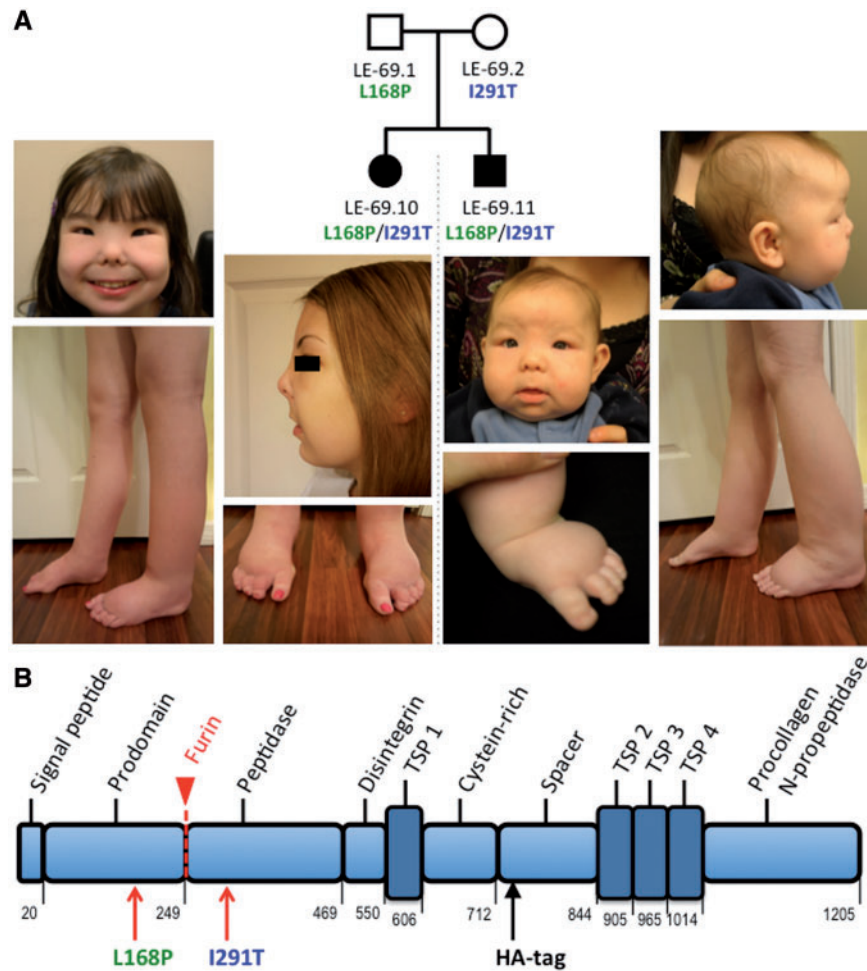 A
LE-69.1
L168P
LE-69.2
I291T
LE-69.10
L168P/I291T
LE-69.11
L168P/I291T
B
Signal peptide
Prodomain
Furin
Peptidase
Disintegrin
TSP 1
Cystein-rich
Spacer
TSP 2
TSP 3
TSP 4
Procollagen
N-propeptidase
20
249
469
550
606
712
844
905
965
1014
1205
L168P
I291T
HA-tag